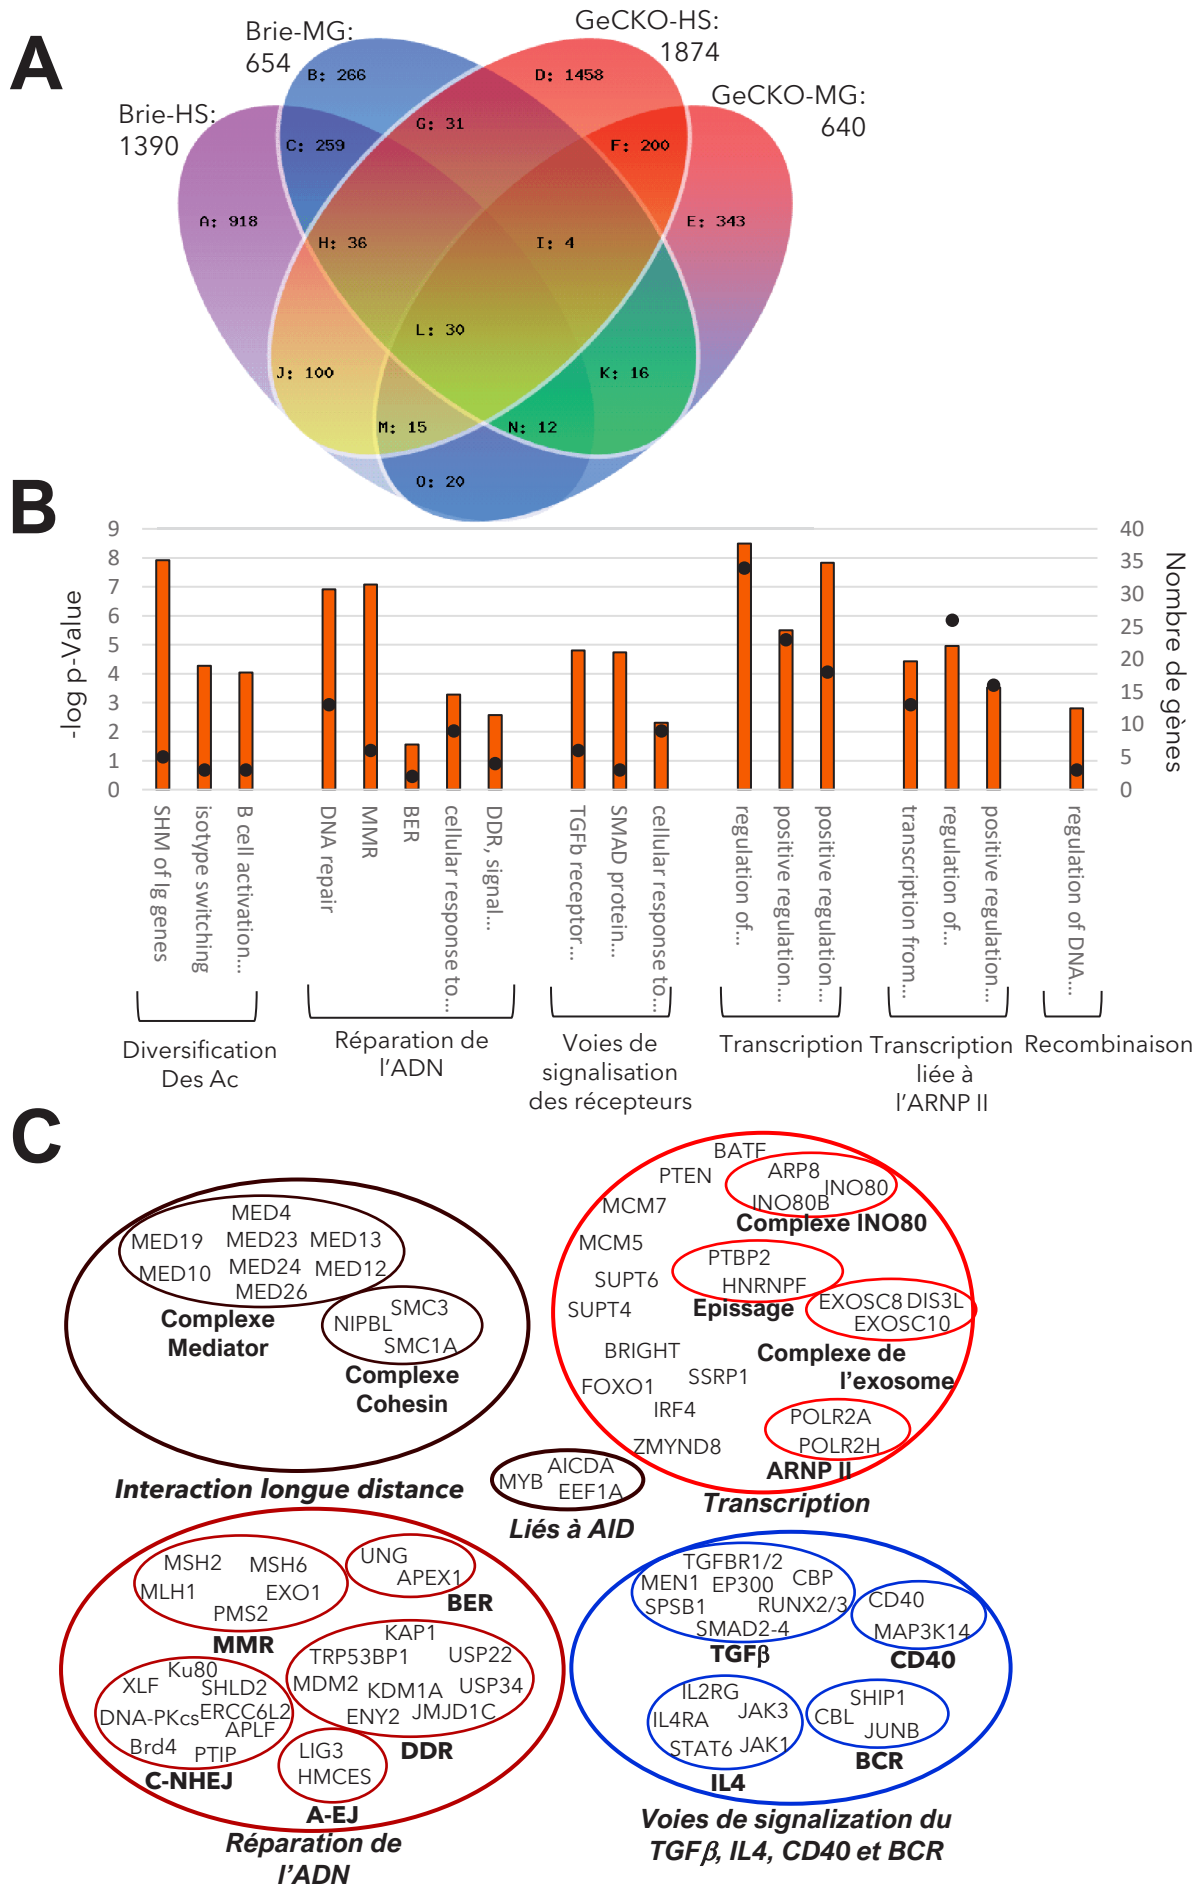 A
Brie-MG:
654
GeCKO-HS:
1874
Brie-HS:
1390
GeCKO-MG:
640
B: 266
D: 1458
G: 31
C: 259
F: 200
A: 918
E: 343
H: 36
I: 4
L: 30
J: 100
K: 16
M: 15
N: 12
O: 20
B
-log p-Value
9
8
7
6
5
4
3
2
1
0
40
35
30
25
20
15
10
5
0
Nombre de gènes
SHM of Ig genes
isotype switching
B cell activation...
DNA repair
MMR
BER
cellular response to...
DDR, signal...
TGFb receptor...
SMAD protein...
cellular response to...
regulation of...
positive regulation...
positive regulation...
transcription from...
regulation of...
positive regulation...
regulation of DNA...
Diversification
Des Ac
Réparation de
l'ADN
Voies de
signalisation
des récepteurs
Transcription
Transcription
liée à
l'ARNP II
Recombinaison
C
MED4
MED19 MED23 MED13
MED10 MED24 MED12
MED26
Complexe
Mediator
SMC3
NIPBL
SMC1A
Complexe
Cohesin
Interaction longue distance
BATF
PTEN
ARP8
INO80
INO80B
Complexe INO80
MCM7
MCM5
PTBP2
HNRNPF
Epissage
SUPT6
SUPT4
EXOSC8 DIS3L
EXOSC10
Complexe de
l'exosome
BRIGHT
SSRP1
FOXO1
IRF4
ZMYND8
POLR2A
POLR2H
ARNP II
Transcription
AICDA
MYB
EEF1A
Liés à AID
MSH2 MSH6
MLH1 EXO1
PMS2
MMR
UNG
APEX1
BER
KAP1
TRP53BP1 USP22
MDM2 KDM1A USP34
ENY2 JMJD1C
DDR
Ku80
XLF SHLD2
DNA-PKcs ERCC6L2
APLF
Brd4 PTIP
C-NHEJ
LIG3
HMCES
A-EJ
Réparation de
l'ADN
TGFBR1/2
MEN1 EP300 CBP
SPSB1 RUNX2/3
SMAD2-4
TGFβ
CD40
MAP3K14
CD40
IL2RG
IL4RA JAK3
STAT6 JAK1
IL4
SHIP1
CBL
JUNB
BCR
Voies de signalization du
TGFβ, IL4, CD40 et BCR